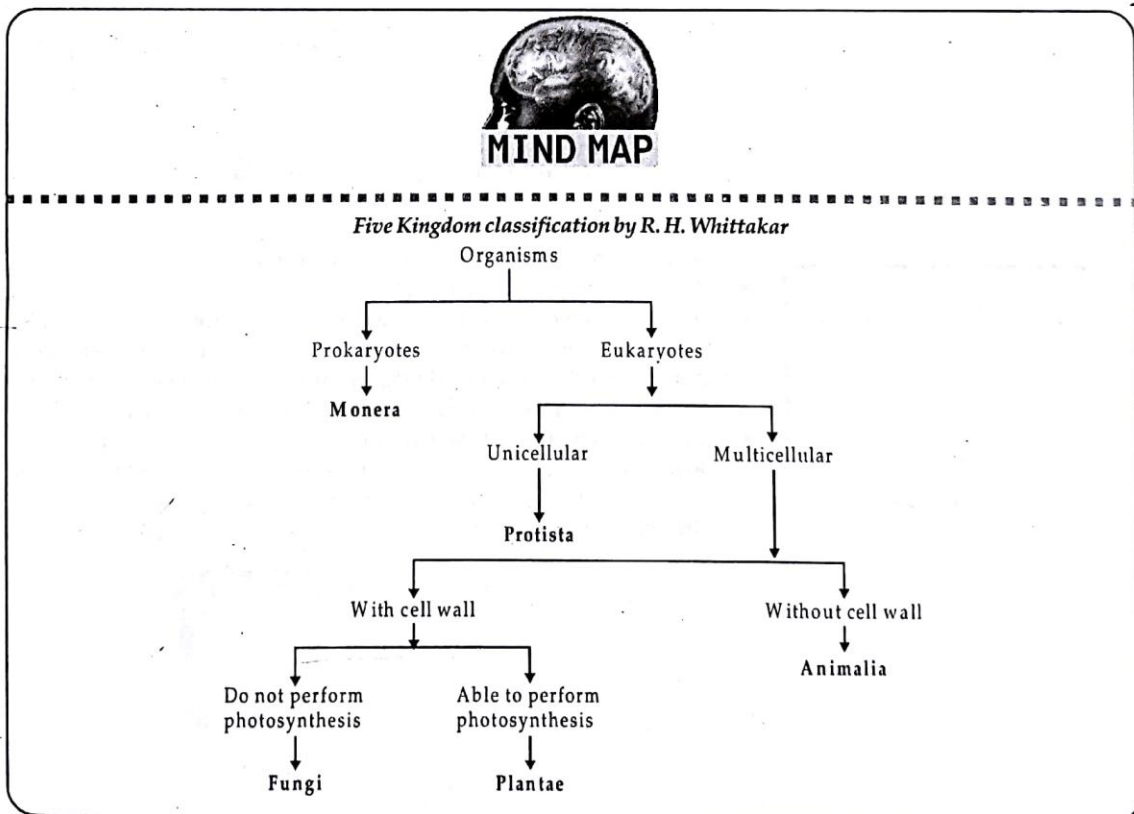 MIND MAP
Five Kingdom classification by R. H. Whittakar
Organisms
Prokaryotes
Eukaryotes
Monera
Unicellular
Multicellular
Protista
With cell wall
Without cell wall
Animalia
Do not perform
photosynthesis
Able to perform
photosynthesis
Fungi
Plantae